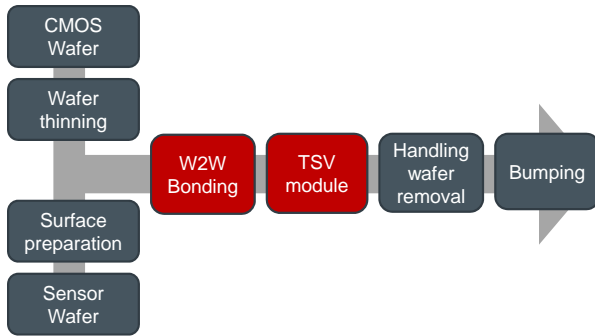 CMOS
Wafer
Wafer
thinning
W2W
Bonding
TSV
module
Handling
wafer
removal
Bumping
Surface
preparation
Sensor
Wafer